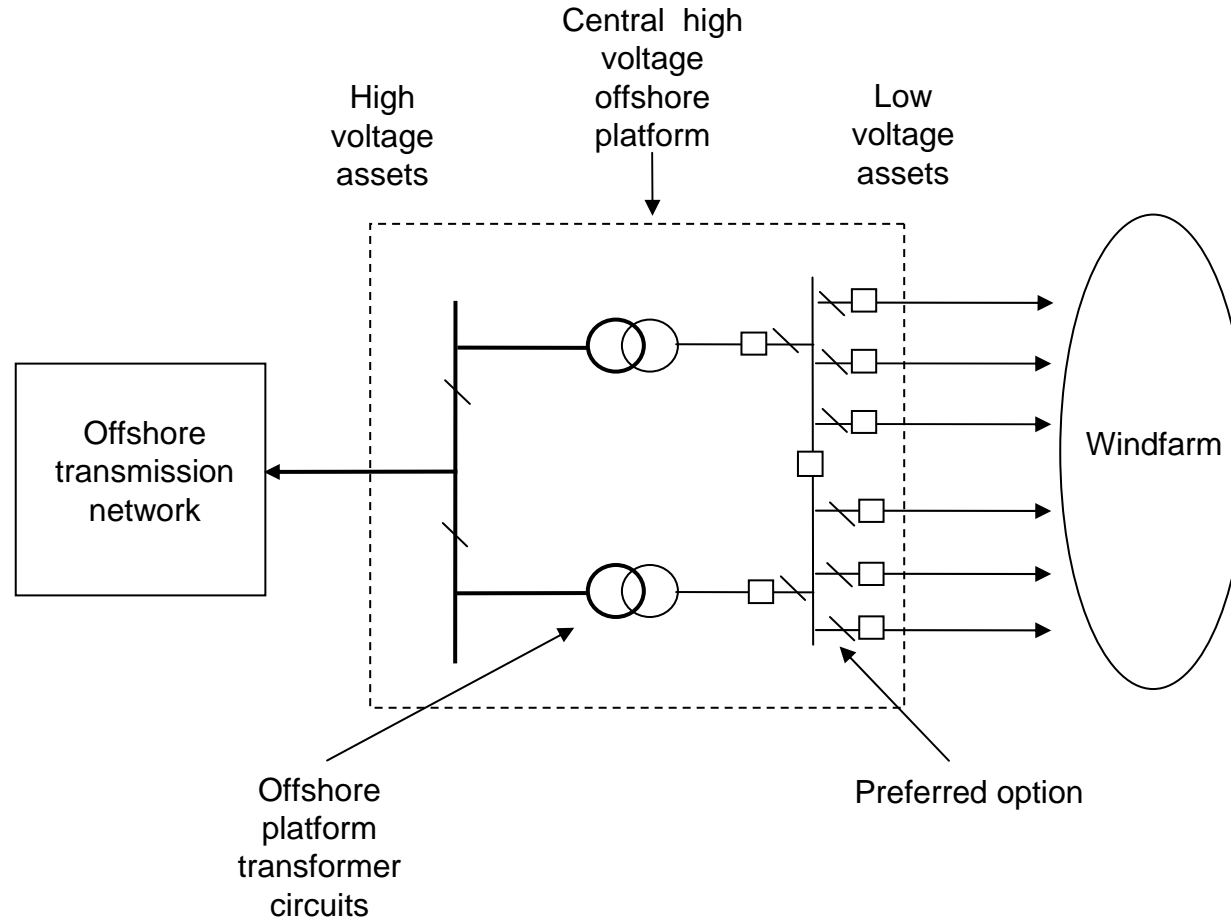 Central high
voltage
offshore
platform
High
voltage
assets
Low
voltage
assets
Offshore
transmission
network
Windfarm
Offshore
platform
transformer
circuits
Preferred option